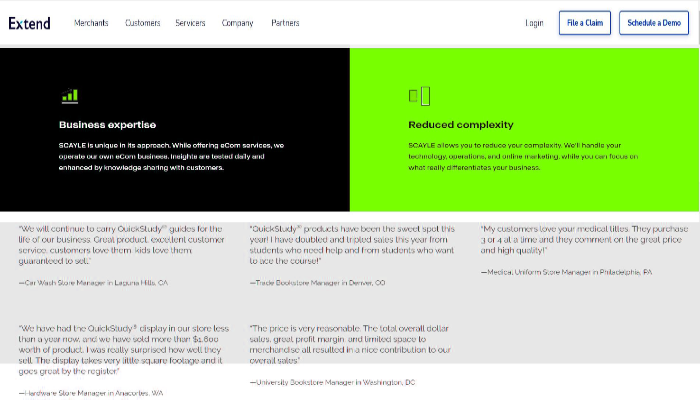 Extend
Merchants Customers Servicers Company Partners Login File a Claim Schedule a Demo
Business expertise
SCAYLE is unique in its approach. While offering eCom services, we
operate our own eCom business. Insights are tested daily and
enhanced by knowledge sharing with customers.
Reduced complexity
SCAYLE allows you to reduce your complexity. We'll handle your
technology, operations, and online marketing, while you can focus on
what really differentiates your business.
"We will continue to carry QuickStudy® guides for the
life of our business. Great product, excellent customer
service, customers love them, kids love them;
guaranteed to sell."
—Car Wash Store Manager in Laguna Hills, CA
"QuickStudy® products have been the sweet spot this
year! I have doubled and tripled sales this year from
students who need help and from students who want
to ace the course!"
—Trade Bookstore Manager in Denver, CO
"My customers love your medical titles. They purchase
3 or 4 at a time and they comment on the great price
and high quality!"
—Medical Uniform Store Manager in Philadelphia, PA
"We have had the QuickStudy® display in our store less
than a year now, and we have sold more than $1,600
worth of product. I was really surprised how well they
sell. The display takes very little square footage and it
goes great by the register."
—Hardware Store Manager in Anacortes, WA
"The price is very reasonable. The total overall dollar
sales, great profit margin, and limited space to
merchandise all resulted in a nice contribution to our
overall sales."
—University Bookstore Manager in Washington, DC